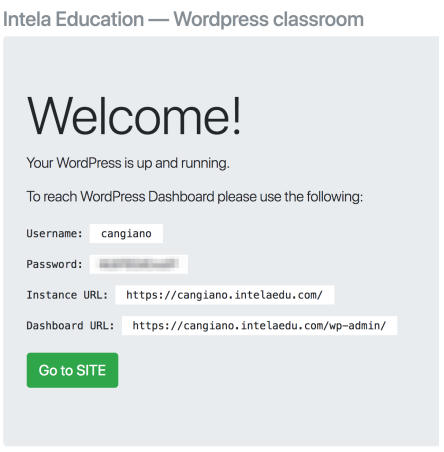 Intela Education — Wordpress classroom
Welcome!
Your WordPress is up and running.
To reach WordPress Dashboard please use the following:
Username: cangiano
Password:
Instance URL: https://cangiano.intelaedu.com/
Dashboard URL: https://cangiano.intelaedu.com/wp-admin/
Go to SITE